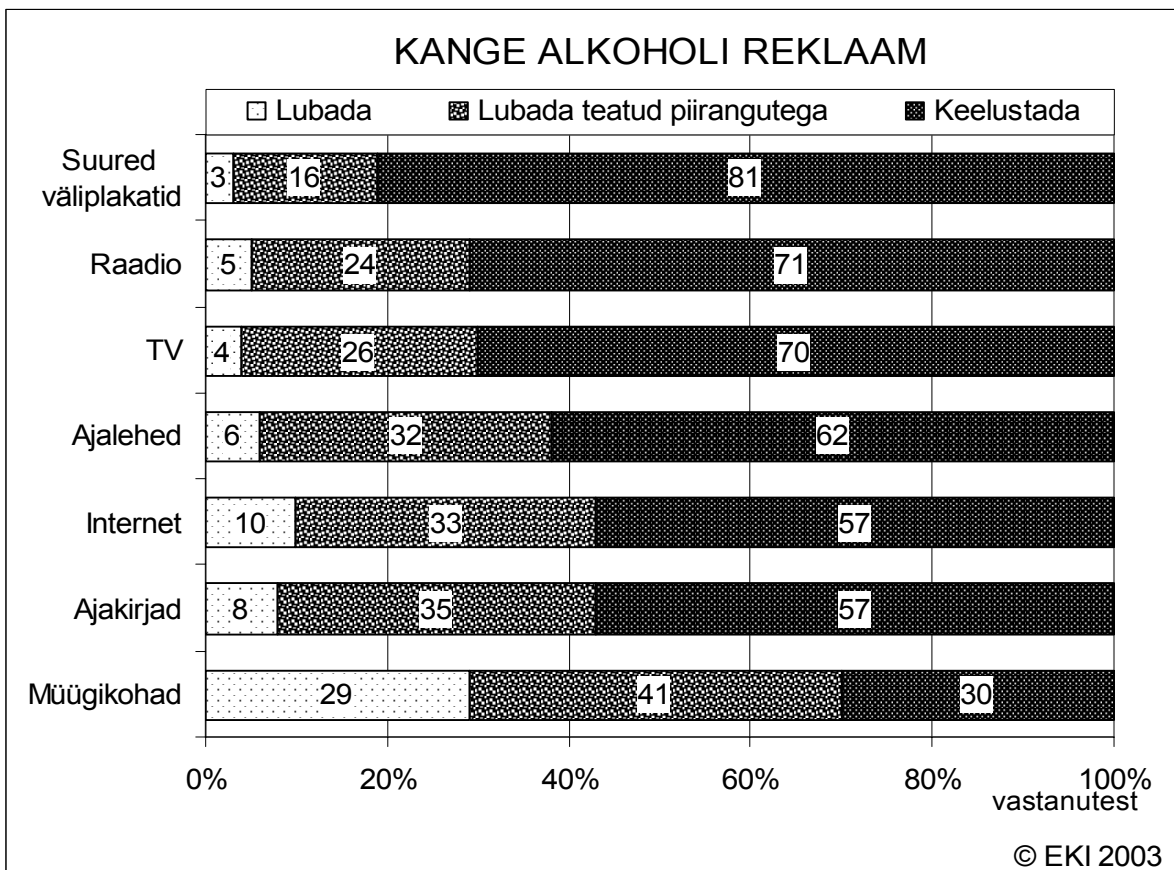 KANGE ALKOHOLI REKLAAM
Lubada Lubada teatud piirangutega Keelustada
Suured
väliplakatid
3 16 81
Raadio 5 24 71
TV 4 26 70
Ajalehed 6 32 62
Internet 10 33 57
Ajakirjad 8 35 57
Müügikohad 29 41 30
0% 20% 40% 60% 80% 100%
vastanutest
© EKI 2003